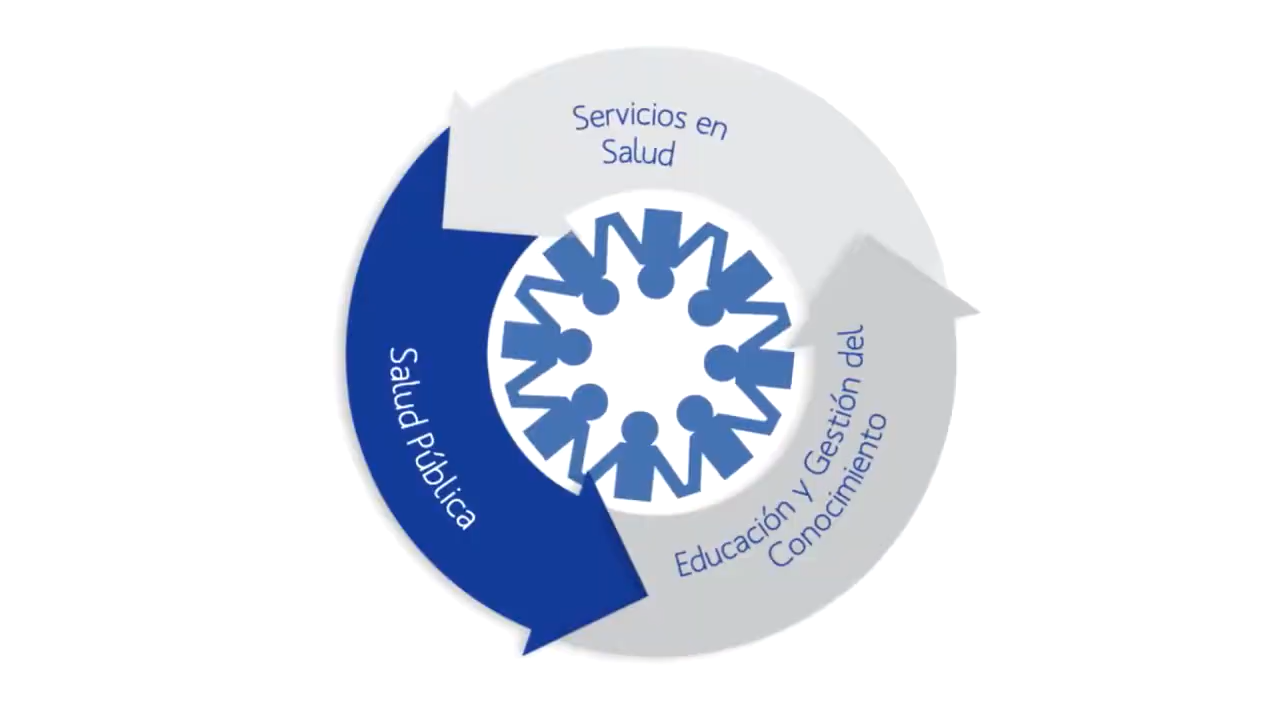 Servicios en
Salud
Salud Pública
Educación y Gestión del
Conocimiento